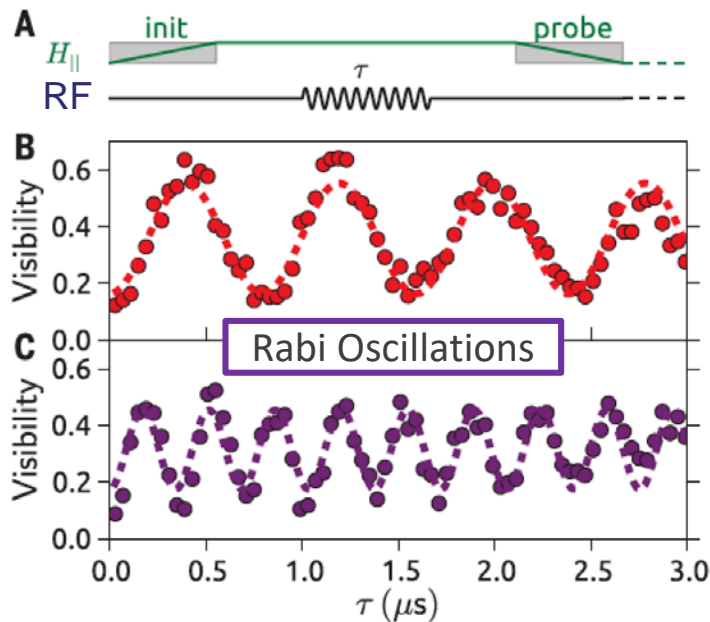 A
init
probe
H||
τ
RF
B
0.6
0.4
0.2
0.0
Visibility
Rabi Oscillations
C
0.6
0.4
0.2
0.0
Visibility
0.0 0.5 1.0 1.5 2.0 2.5 3.0
τ (μs)